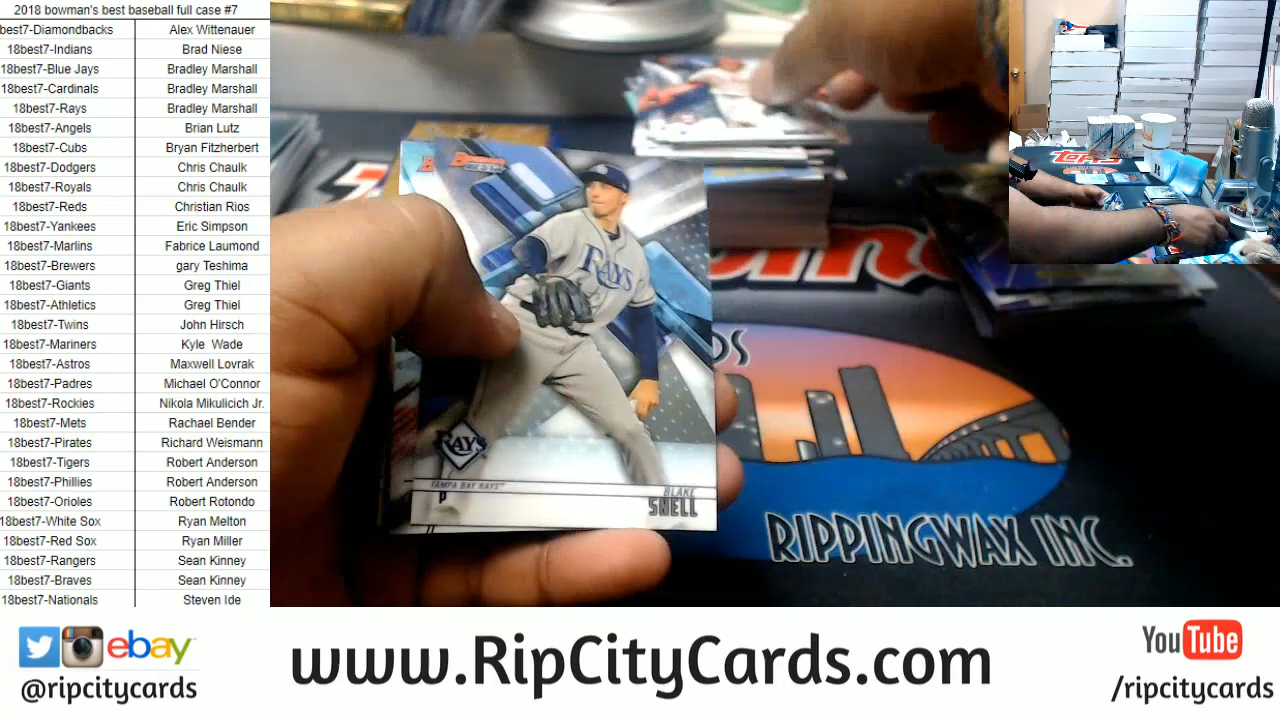 2018 bowman's best baseball full case #7
best7-Diamondbacks Alex Wittenauer
18best7-Indians Brad Niese
18best7-Blue Jays Bradley Marshall
18best7-Cardinals Bradley Marshall
18best7-Rays Bradley Marshall
18best7-Angels Brian Lutz
18best7-Cubs Bryan Fitzherbert
18best7-Dodgers Chris Chaulk
18best7-Royals Chris Chaulk
18best7-Reds Christian Rios
18best7-Yankees Eric Simpson
18best7-Marlins Fabrice Laumond
18best7-Brewers gary Teshima
18best7-Giants Greg Thiel
18best7-Athletics Greg Thiel
18best7-Twins John Hirsch
18best7-Mariners Kyle Wade
18best7-Astros Maxwell Lovrak
18best7-Padres Michael O'Connor
18best7-Rockies Nikola Mikulicich Jr.
18best7-Mets Rachael Bender
18best7-Pirates Richard Weismann
18best7-Tigers Robert Anderson
18best7-Phillies Robert Anderson
18best7-Orioles Robert Rotondo
18best7-White Sox Ryan Melton
18best7-Red Sox Ryan Miller
18best7-Rangers Sean Kinney
18best7-Braves Sean Kinney
18best7-Nationals Steven Ide
RAYS
RAYS
TAMPA BAY RAYS™
P
BLAKE
SNELL
DS
RIPPINGWAX INC.
topps
ebay
@ripcitycards
www.RipCityCards.com
YouTube
/ripcitycards